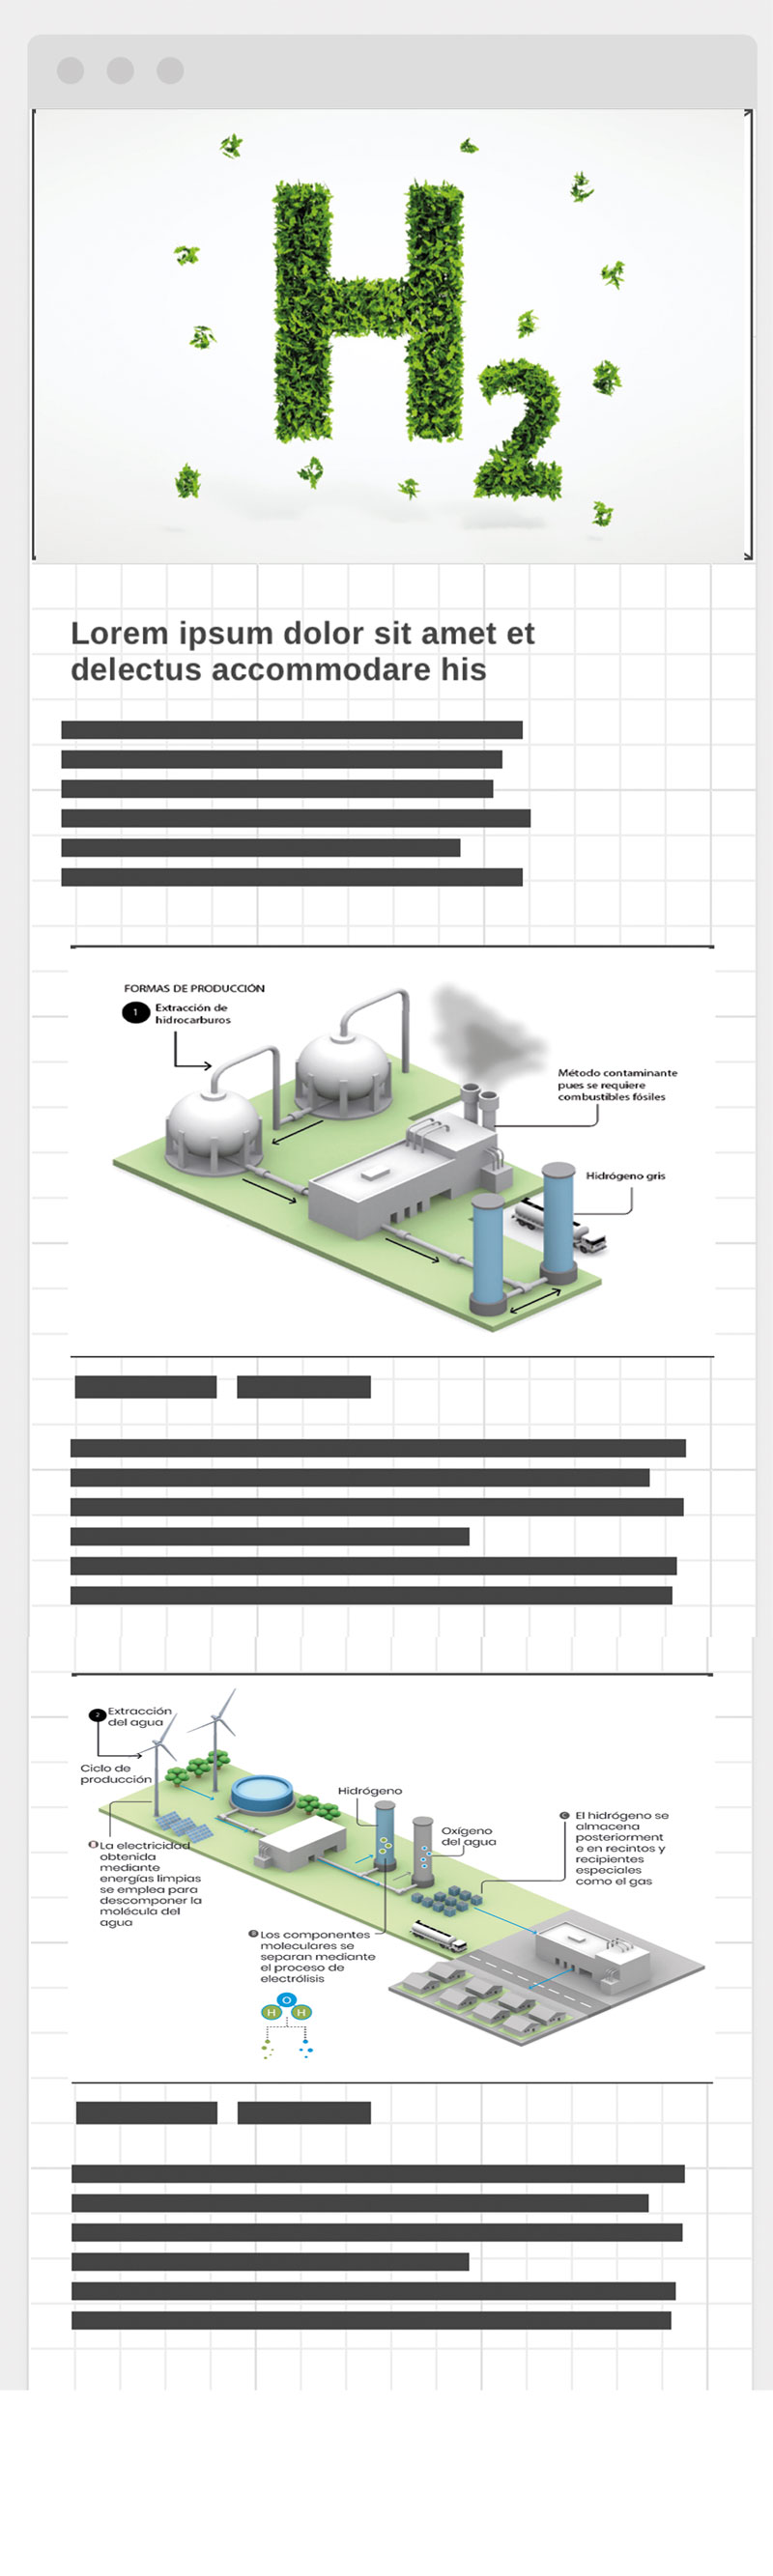 H2
Lorem ipsum dolor sit amet et
delectus accommodare his
FORMAS DE PRODUCCIÓN
1
Extracción de
hidrocarburos
Método contaminante
pues se requiere
combustibles fósiles
Hidrógeno gris
2
Extracción
del agua
Ciclo de
producción
Hidrógeno
Oxígeno
del agua
La electricidad
obtenida
mediante
energías limpias
se emplea para
descomponer la
molécula del
agua
C El hidrógeno se
almacena
posteriorment
e en recintos y
recipientes
especiales
como el gas
B Los componentes
moleculares se
separan mediante
el proceso de
electrólisis
O
H H